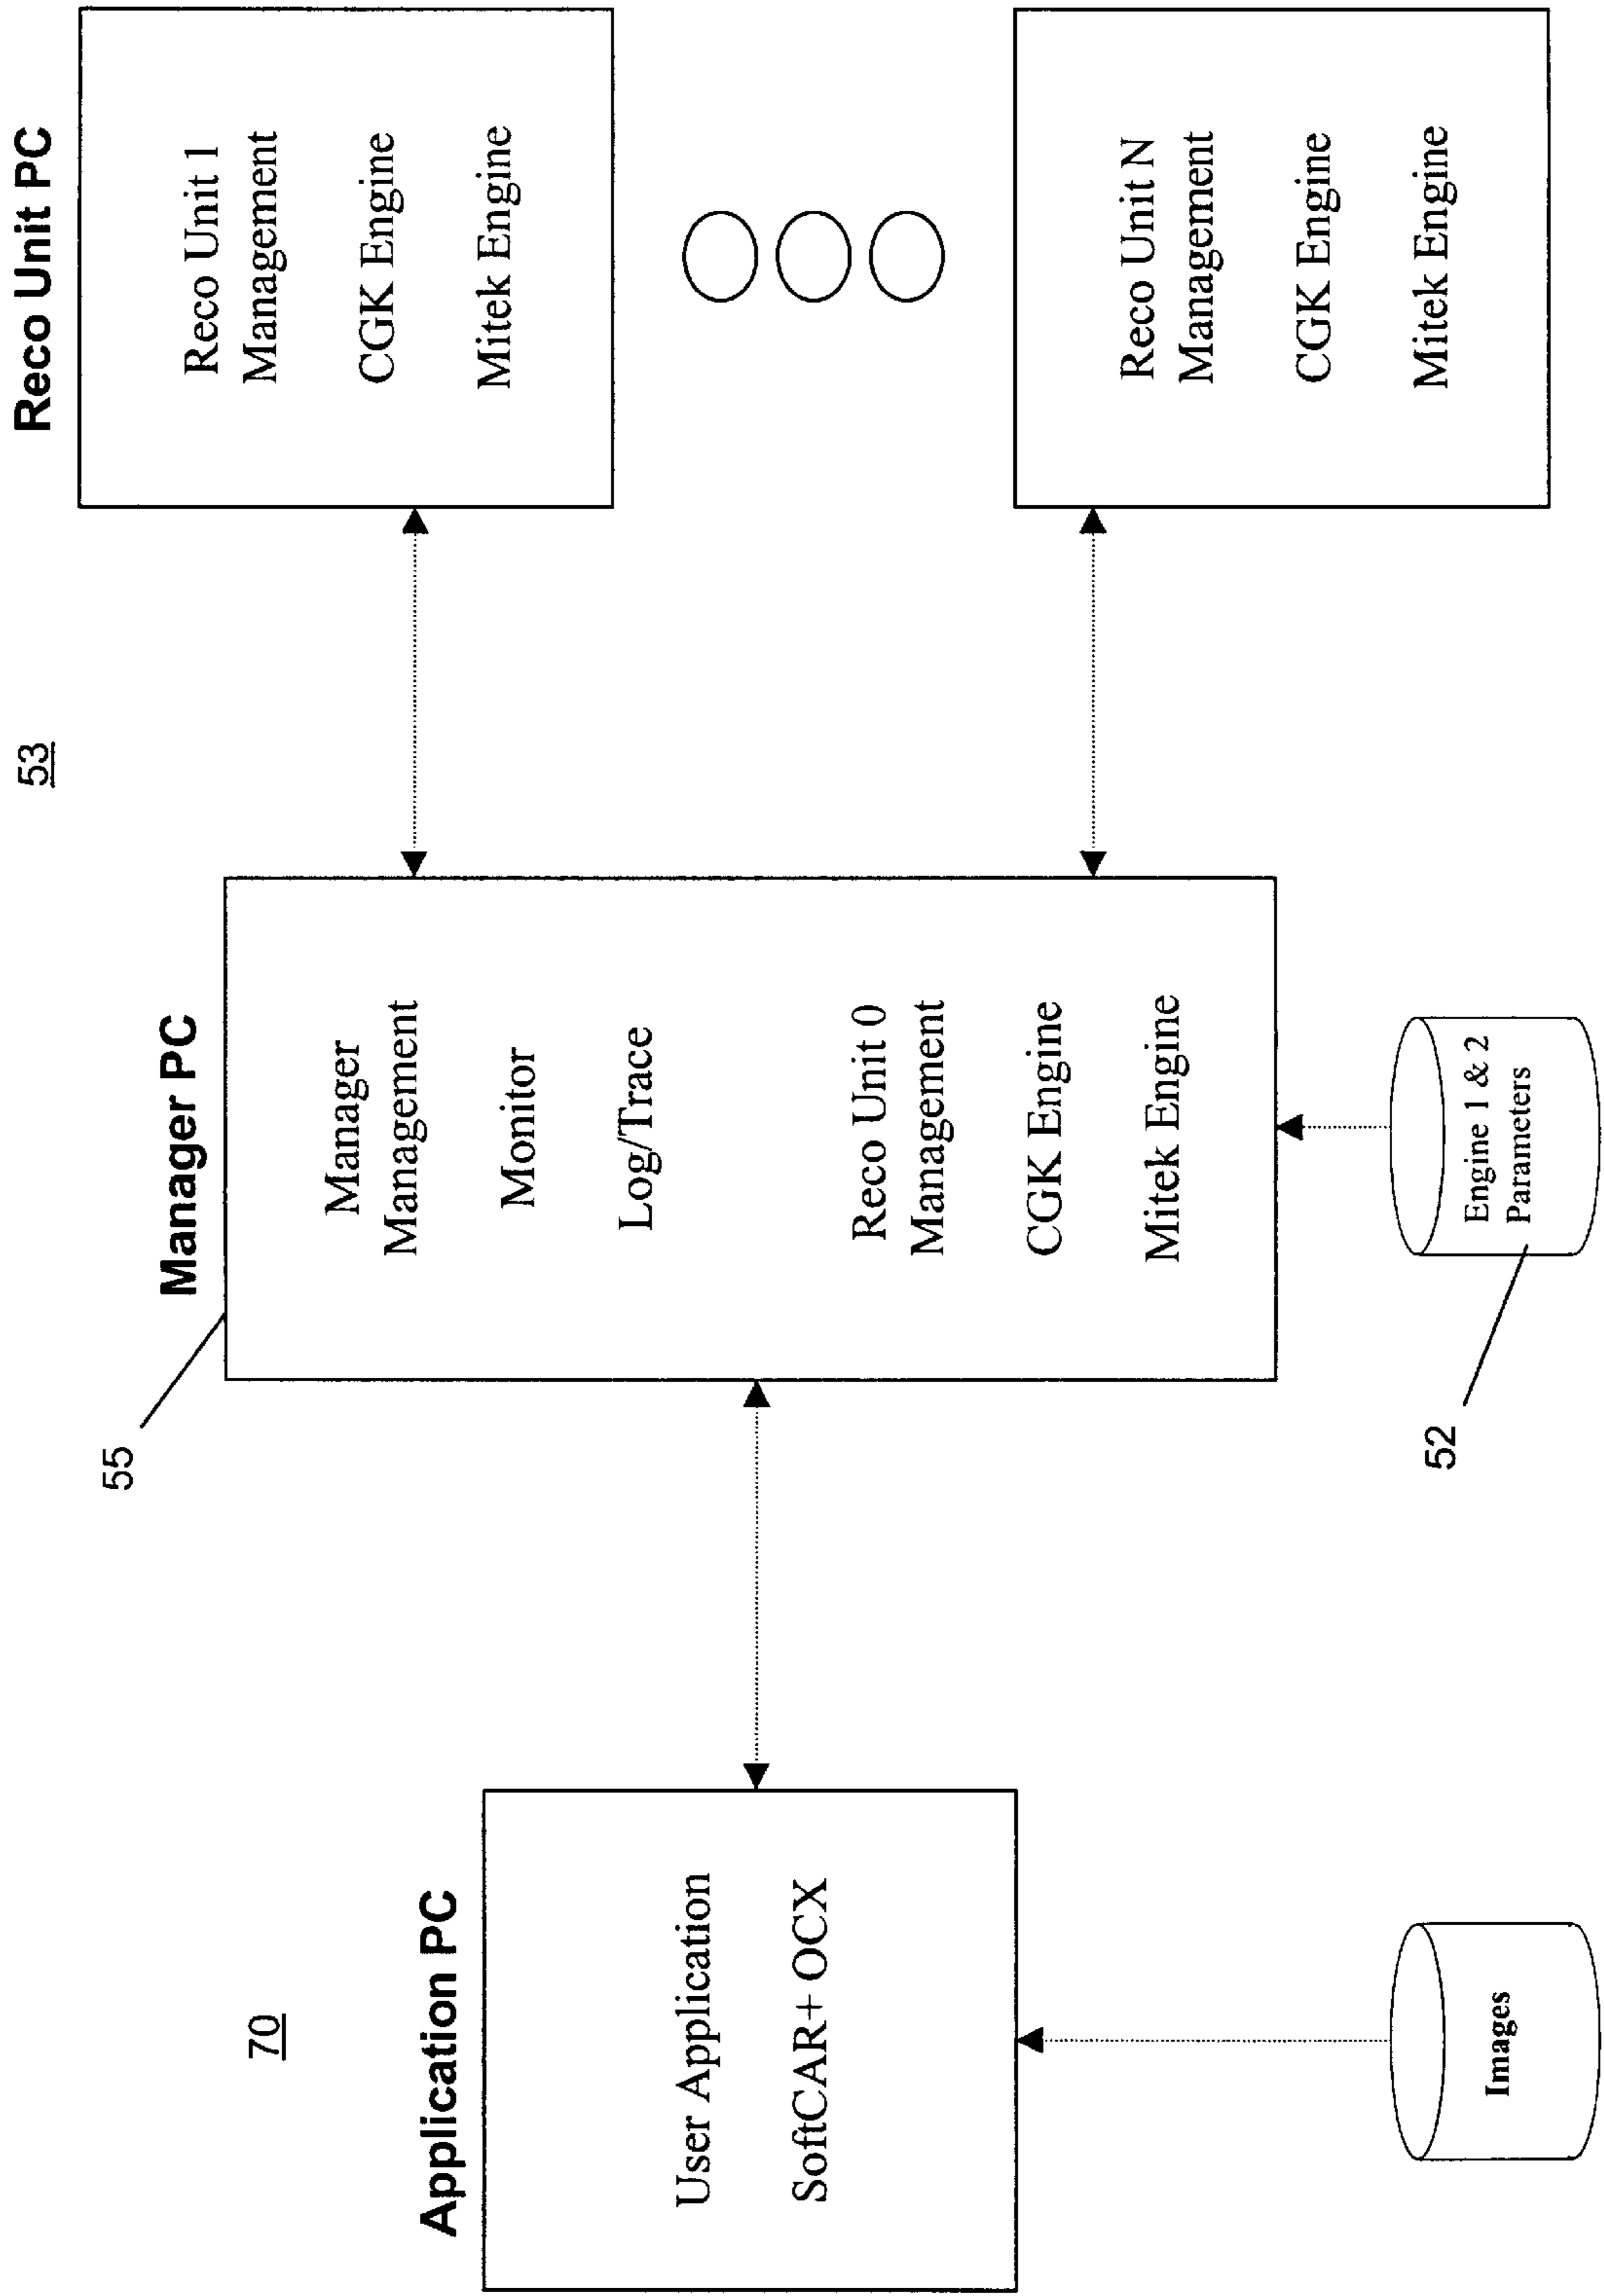 53
Reco Unit PC
Reco Unit 1
Management
CGK Engine
Mitek Engine
Reco Unit N
Management
CGK Engine
Mitek Engine
55
Manager PC
Manager
Management
Monitor
Log/Trace
Reco Unit 0
Management
CGK Engine
Mitek Engine
52
Engine 1 & 2
Parameters
70
Application PC
User Application
SoftCAR+ OCX
Images